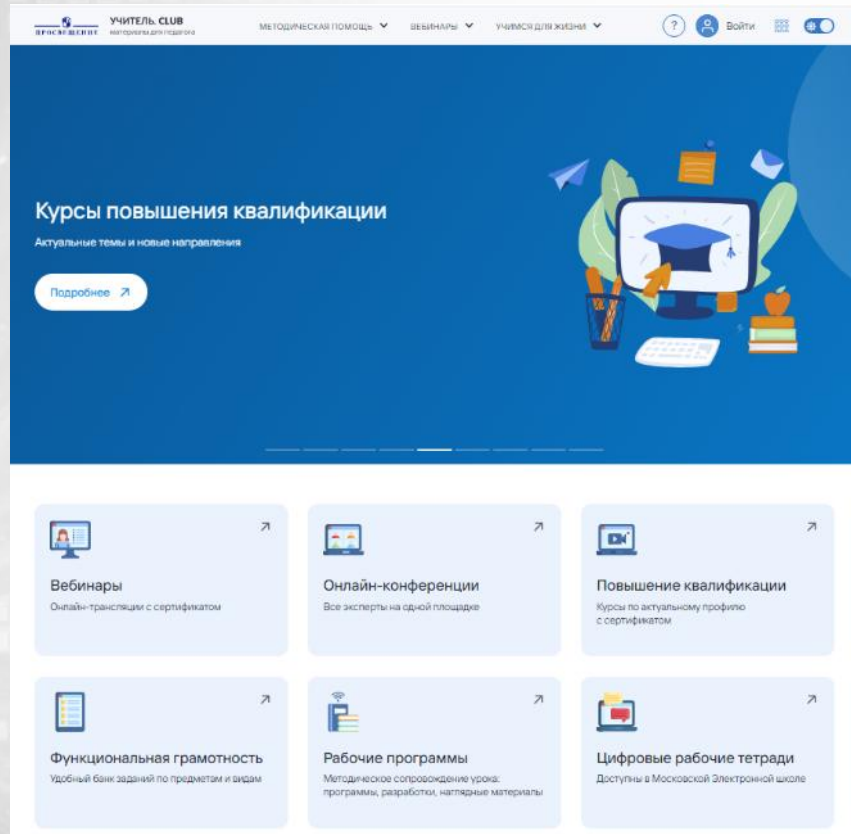 ПРОСВЕЩЕНИЕ
УЧИТЕЛЬ. CLUB
материалы для педагога
МЕТОДИЧЕСКАЯ ПОМОЩЬ
ВЕБИНАРЫ
УЧИМСЯ ДЛЯ ЖИЗНИ
?
Войти
Курсы повышения квалификации
Актуальные темы и новые направления
Подробнее
Вебинары
Онлайн-трансляции с сертификатом
Онлайн-конференции
Все эксперты на одной площадке
Повышение квалификации
Курсы по актуальному профилю
с сертификатом
Функциональная грамотность
Удобный банк заданий по предметам и видам
Рабочие программы
Методическое сопровождение урока:
программы, разработки, наглядные материалы
Цифровые рабочие тетради
Доступны в Московской Электронной школе